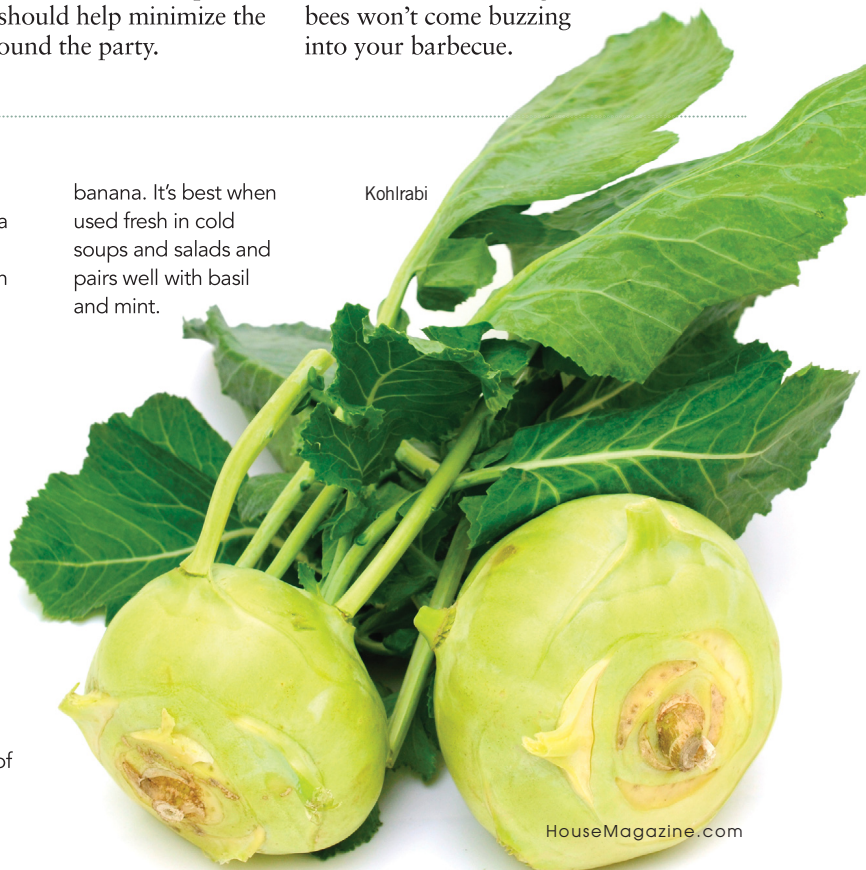 should help minimize the
ound the party.
bees won't come buzzing
into your barbecue.
a
n
banana. It's best when
used fresh in cold
soups and salads and
pairs well with basil
and mint.
Kohlrabi
of
HouseMagazine.com